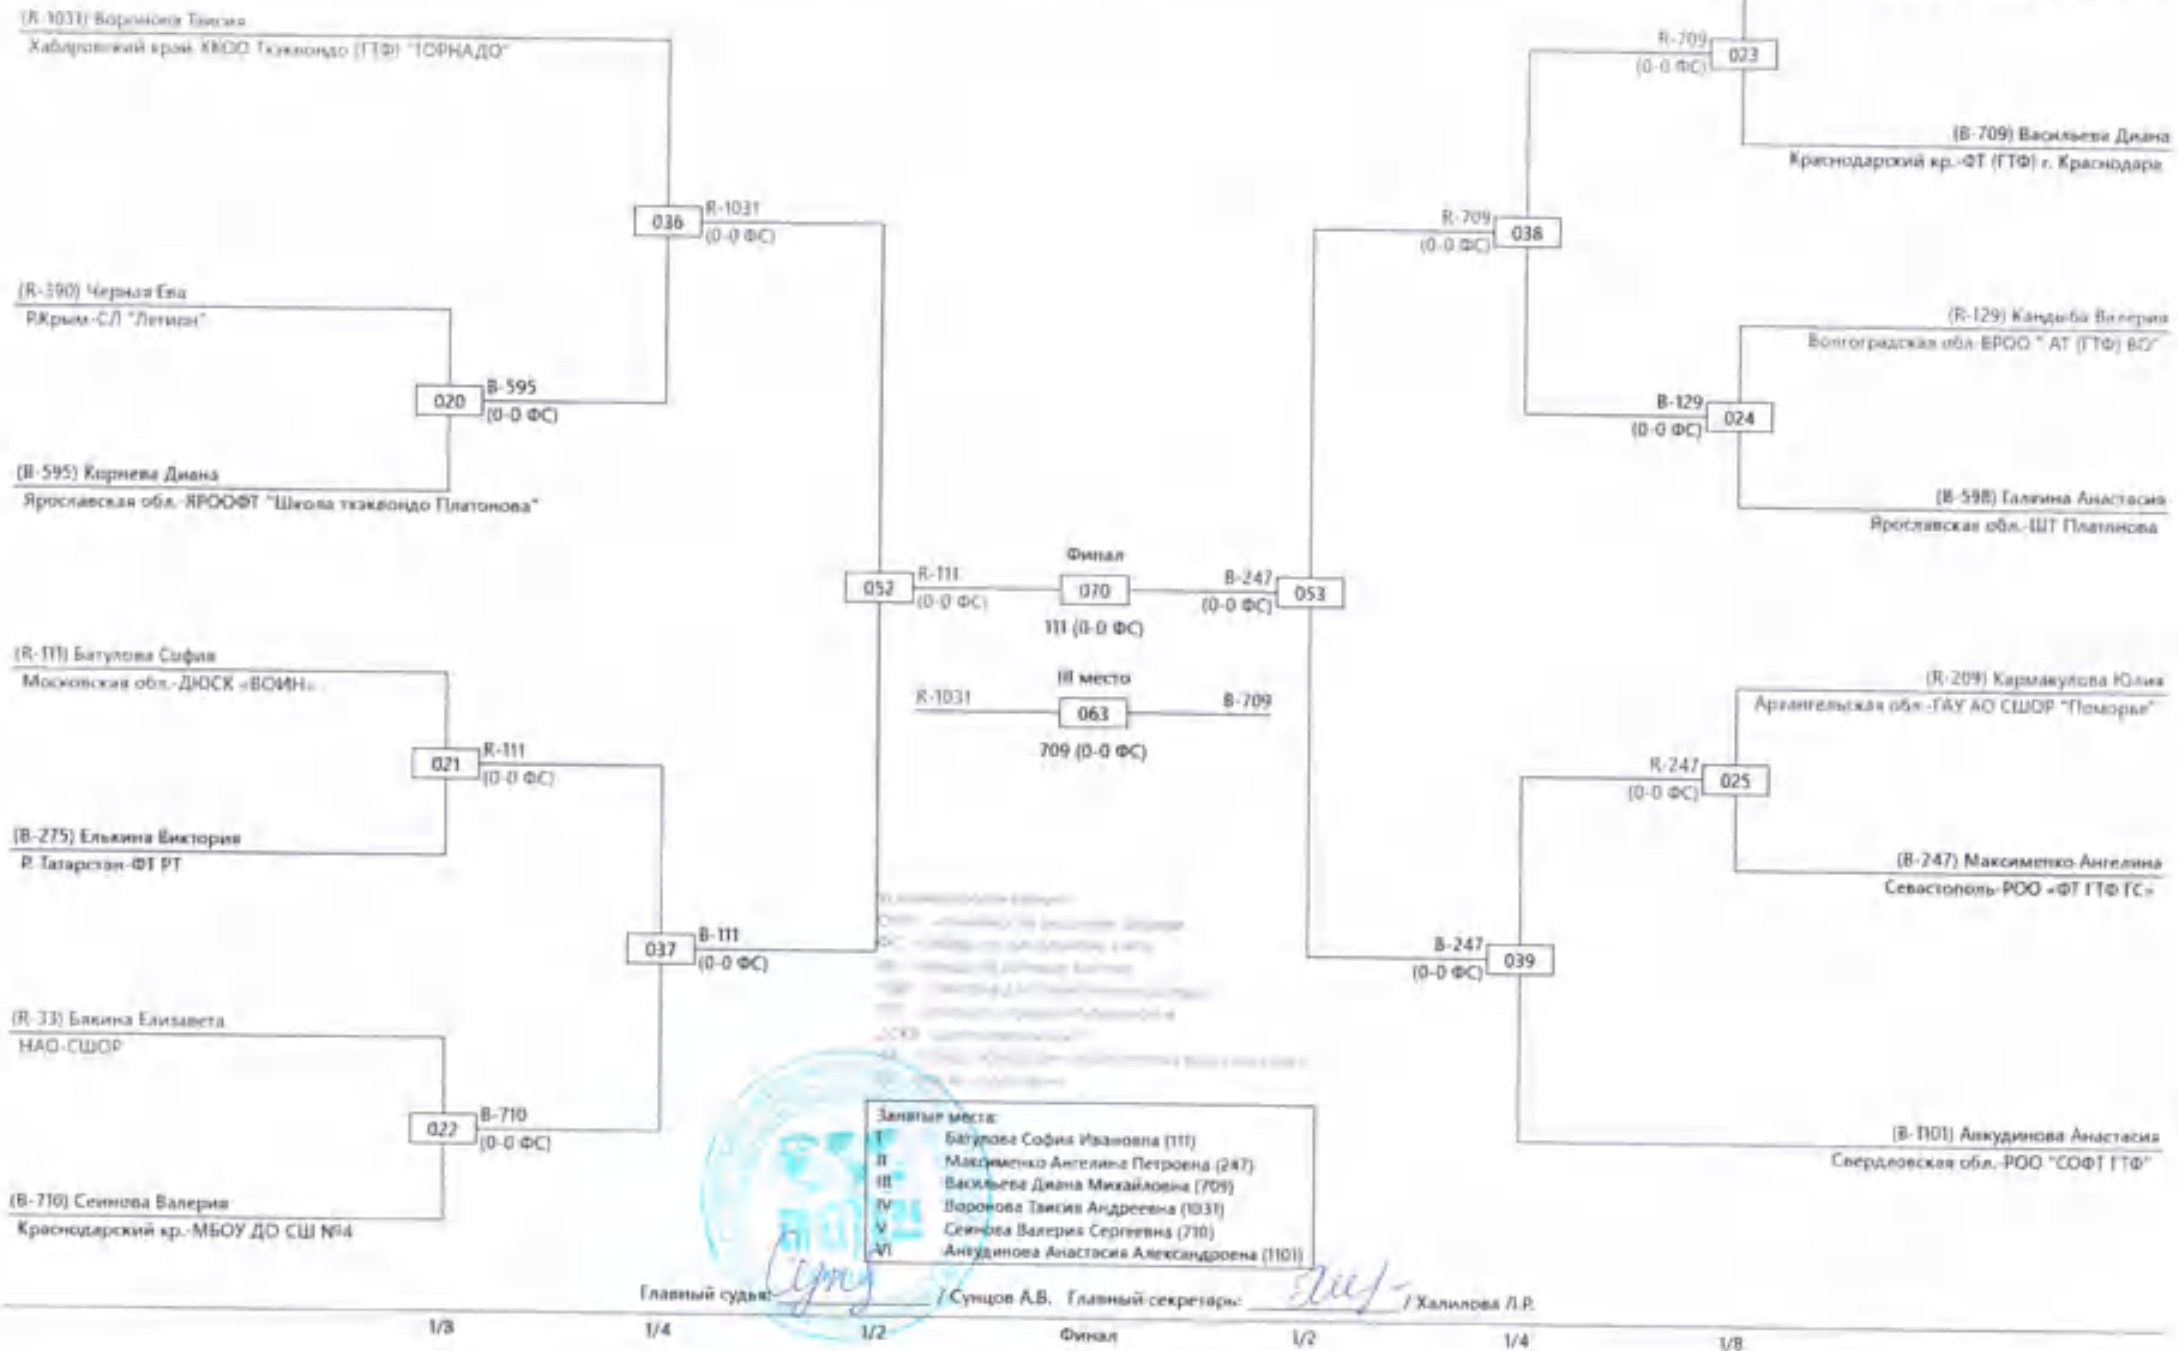 (R-1031) Воронова Таисия
Хабаровский край ККОО Тхэквондо (ГТФ) "ТОРНАДО"
036
R-1031
(0-0 ФС)
(R-390) Черная Ева
Р.Крым-СЛ "Легион"
020
B-595
(0-0 ФС)
(B-595) Корнева Диана
Ярославская обл.-ЯРООФТ "Школа тхэквондо Платонова"
052
R-111
(0-0 ФС)
(R-111) Батулова София
Московская обл.-ДЮСК «ВОИН»
021
R-111
(0-0 ФС)
(B-275) Елькина Виктория
Р. Татарстан-ФТ РТ
037
B-111
(0-0 ФС)
(R-33) Бякина Елизавета
НАО-СШОР
022
B-710
(0-0 ФС)
(B-710) Сеинова Валерия
Краснодарский кр.-МБОУ ДО СШ №4
Финал
070
111 (0-0 ФС)
III место
R-1031
063
B-709
709 (0-0 ФС)
R-709
(0-0 ФС)
023
(B-709) Васильева Диана
Краснодарский кр.-ФТ (ГТФ) г. Краснодара
R-709
(0-0 ФС)
038
(R-129) Кандыба Валерия
Волгоградская обл-ВРОО " АТ (ГТФ) ВО"
B-129
(0-0 ФС)
024
(B-598) Галкина Анастасия
Ярославская обл.-ШТ Платонова
B-247
(0-0 ФС)
053
(R-209) Кармакулова Юлия
Архангельская обл-ГАУ АО СШОР "Поморье"
R-247
(0-0 ФС)
025
(B-247) Максименко Ангелина
Севастополь-РОО «ФТ ГТФ ГС»
B-247
(0-0 ФС)
039
(B-1101) Анкудинова Анастасия
Свердловская обл.-РОО "СОФТ ГТФ"
Занятые места:
I Батулова София Ивановна (111)
II Максименко Ангелина Петровна (247)
III Васильева Диана Михайловна (709)
IV Воронова Таисия Андреевна (1031)
V Сеинова Валерия Сергеевна (710)
VI Анкудинова Анастасия Александровна (1101)
Главный судья: / Сунцов А.В. Главный секретарь: / Халилова Л.Р.
1/8 1/4 1/2 Финал 1/2 1/4 1/8